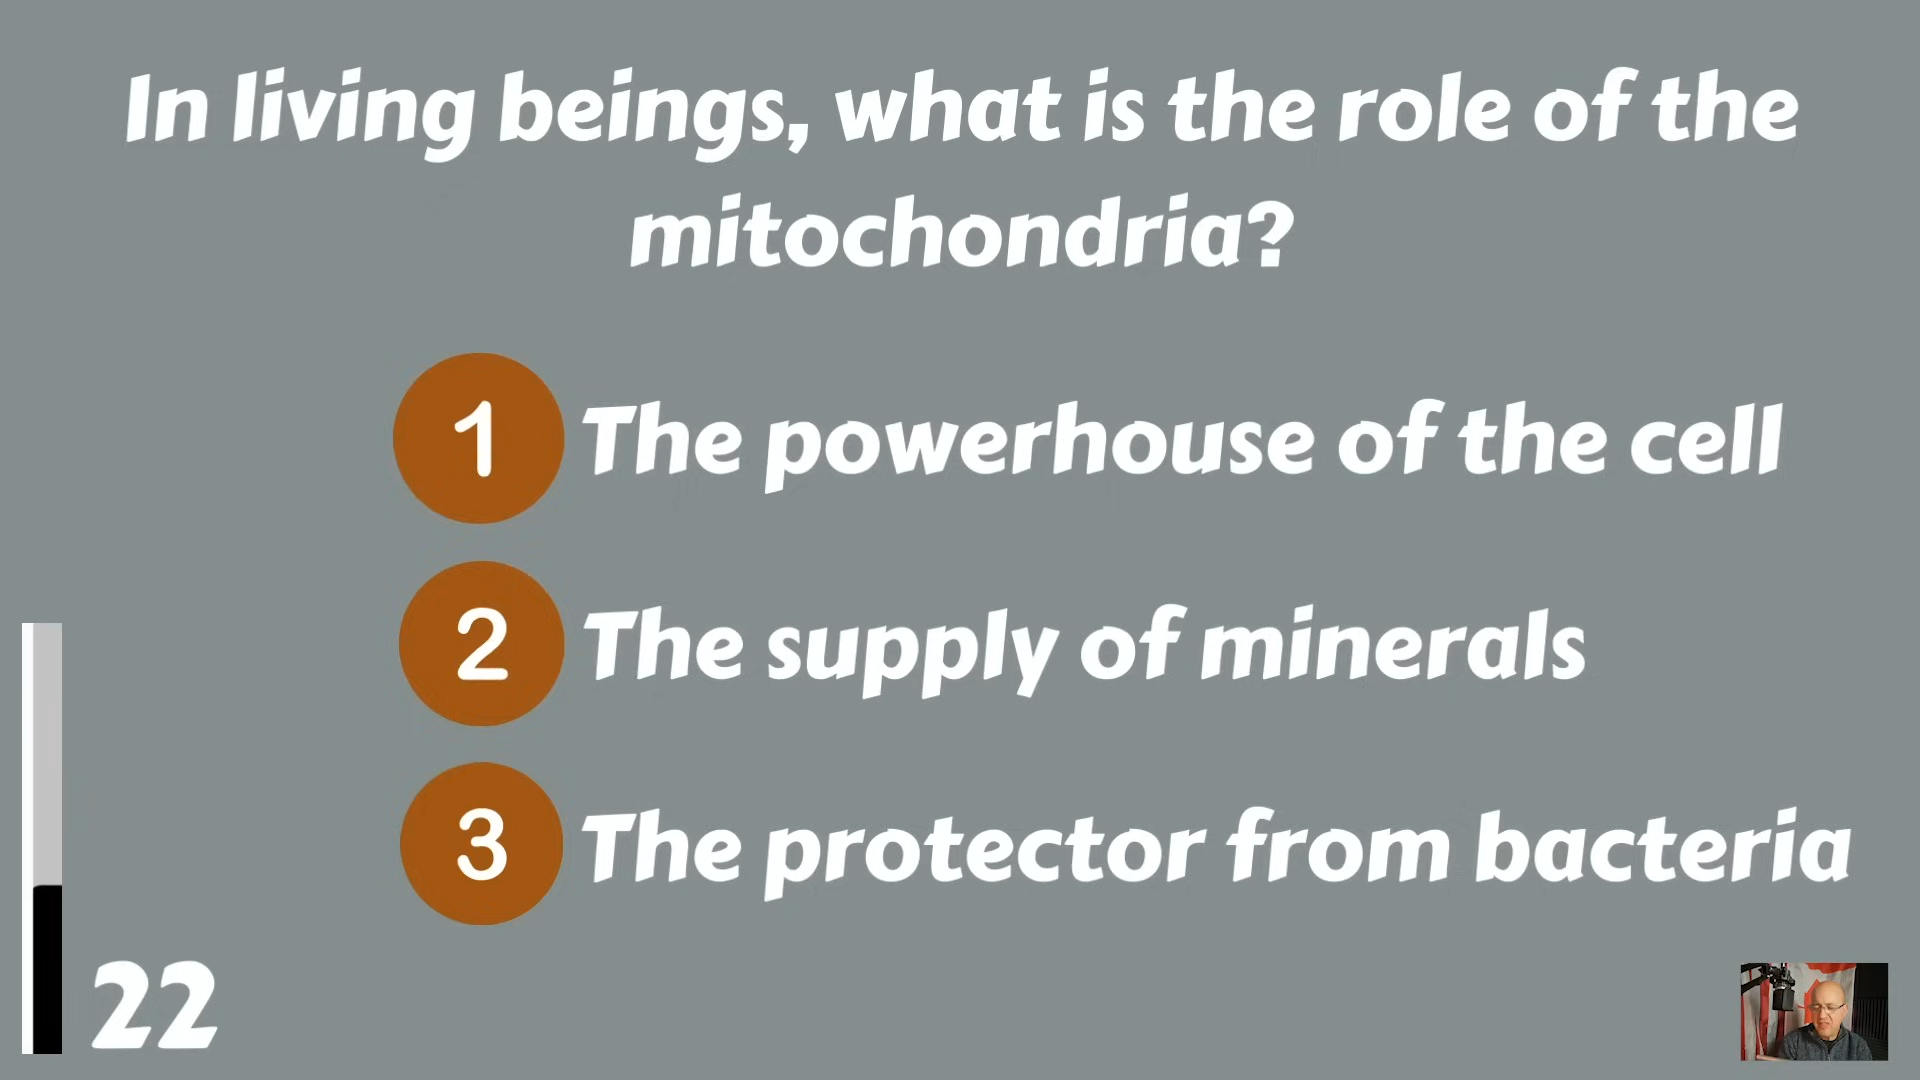 In living beings, what is the role of the
mitochondria?
1 The powerhouse of the cell
2 The supply of minerals
3 The protector from bacteria
22